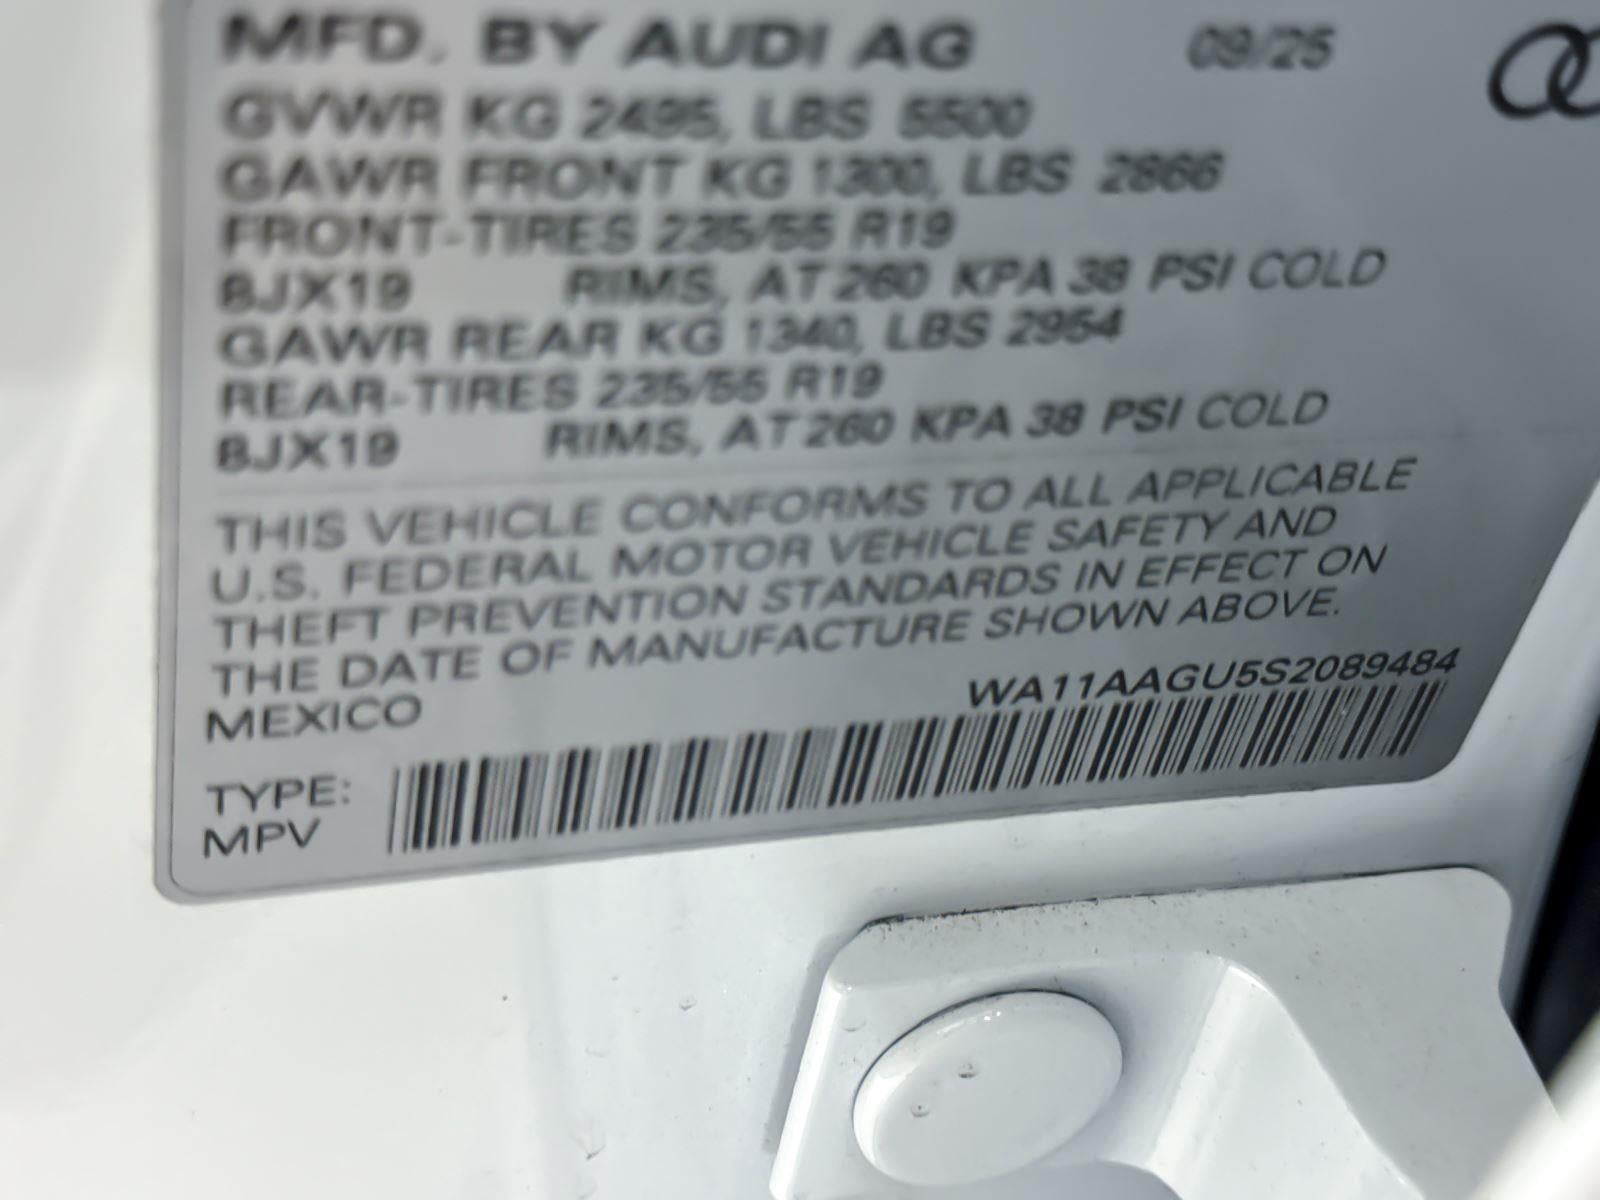 MFD. BY AUDI AG 09/25
GVWR KG 2495, LBS 5500
GAWR FRONT KG 1300, LBS 2866
FRONT-TIRES 235/55 R19
8JX19 RIMS, AT 260 KPA 38 PSI COLD
GAWR REAR KG 1340, LBS 2954
REAR-TIRES 235/55 R19
8JX19 RIMS, AT 260 KPA 38 PSI COLD
THIS VEHICLE CONFORMS TO ALL APPLICABLE
U.S. FEDERAL MOTOR VEHICLE SAFETY AND
THEFT PREVENTION STANDARDS IN EFFECT ON
THE DATE OF MANUFACTURE SHOWN ABOVE.
MEXICO WA11AAGU5S2089484
TYPE:
MPV